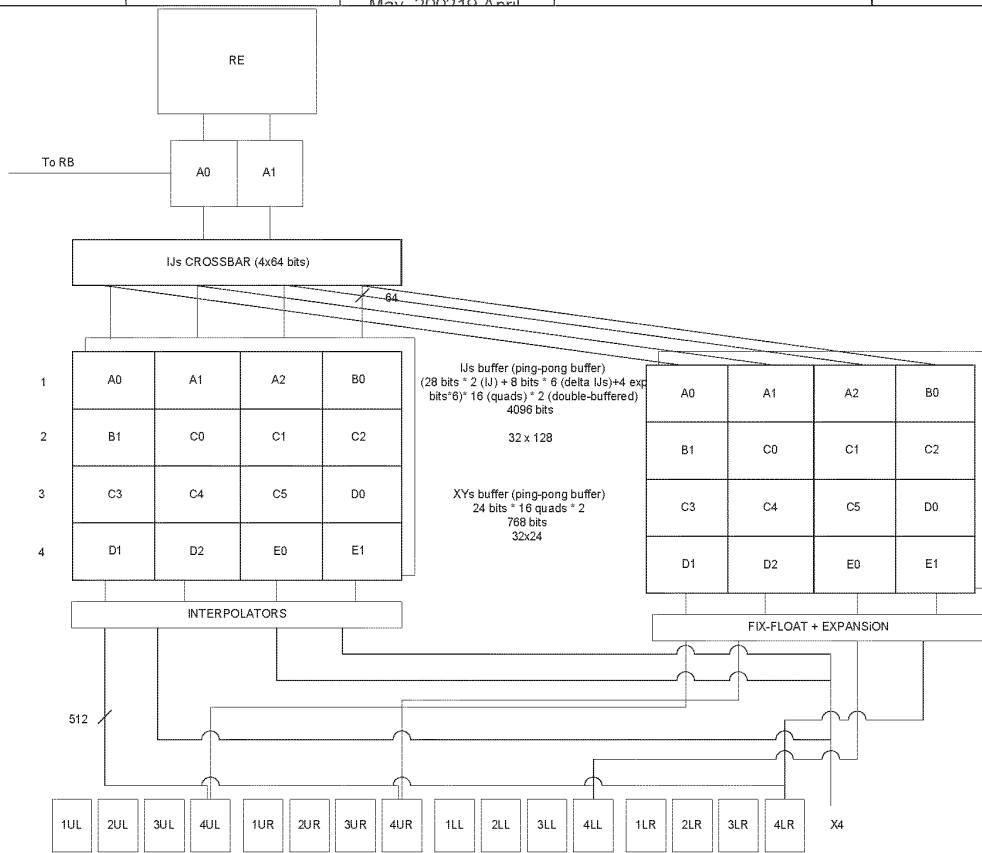 May, 200219 April
RE
To RB
A0 A1
IJs CROSSBAR (4x64 bits)
64
IJs buffer (ping-pong buffer)
(28 bits * 2 (IJ) + 8 bits * 6 (delta IJs)+4 exp
bits*6)* 16 (quads) * 2 (double-buffered)
4096 bits
32 x 128
XYs buffer (ping-pong buffer)
24 bits * 16 quads * 2
768 bits
32x24
1 A0 A1 A2 B0
2 B1 C0 C1 C2
3 C3 C4 C5 D0
4 D1 D2 E0 E1
A0 A1 A2 B0
B1 C0 C1 C2
C3 C4 C5 D0
D1 D2 E0 E1
INTERPOLATORS
FIX-FLOAT + EXPANSiON
512
1UL 2UL 3UL 4UL 1UR 2UR 3UR 4UR 1LL 2LL 3LL 4LL 1LR 2LR 3LR 4LR X4